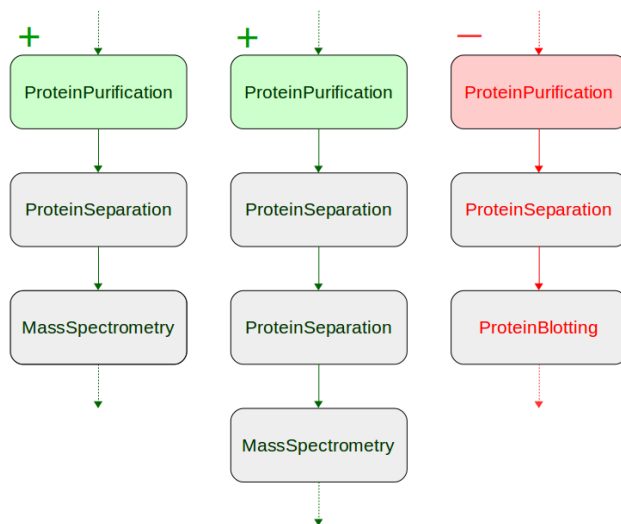 +
ProteinPurification
ProteinSeparation
MassSpectrometry
+
ProteinPurification
ProteinSeparation
ProteinSeparation
MassSpectrometry
−
ProteinPurification
ProteinSeparation
ProteinBlotting